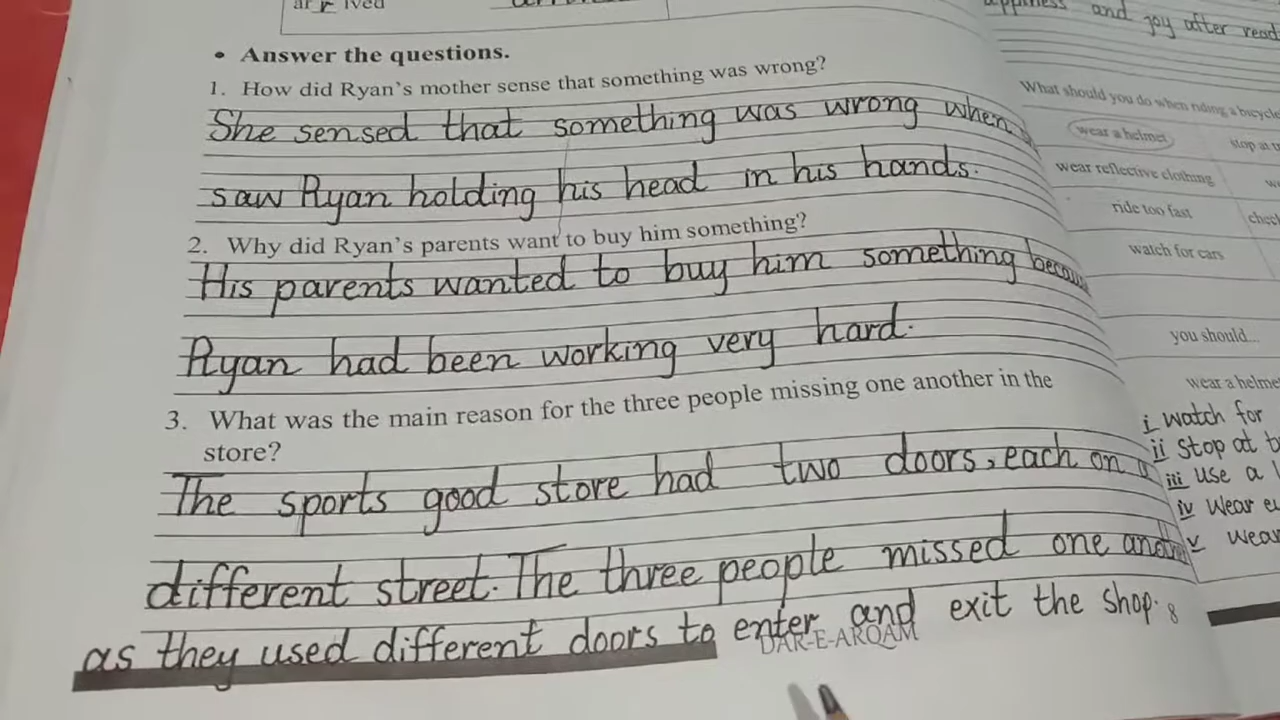 ar r ived
• Answer the questions.
1. How did Ryan's mother sense that something was wrong?
She sensed that something was wrong when
saw Ryan holding his head in his hands.
2. Why did Ryan's parents want to buy him something?
His parents wanted to buy him something
Ryan had been working very hard.
3. What was the main reason for the three people missing one another in the
store?
The sports good store had two doors, each on
different street. The three people missed one
as they used different doors to enter and exit the shop.
8
DAR-E-ARQAM
and joy after
What should you do when riding a bicycle
wear a helmet
stop at
wear reflective clothing
ride too fast
watch for cars
you should...
wear a
i watch for
ii stop at
iii use a
iv Wear
v wear